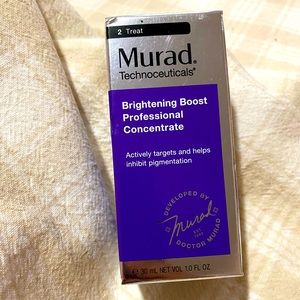 2 Treat
Murad.
Technoceuticals®
Brightening Boost
Professional
Concentrate
Actively targets and helps
inhibit pigmentation
DEVELOPED BY
Murad
DOCTOR MURAD
30 mL NET VOL 1.0 FL OZ